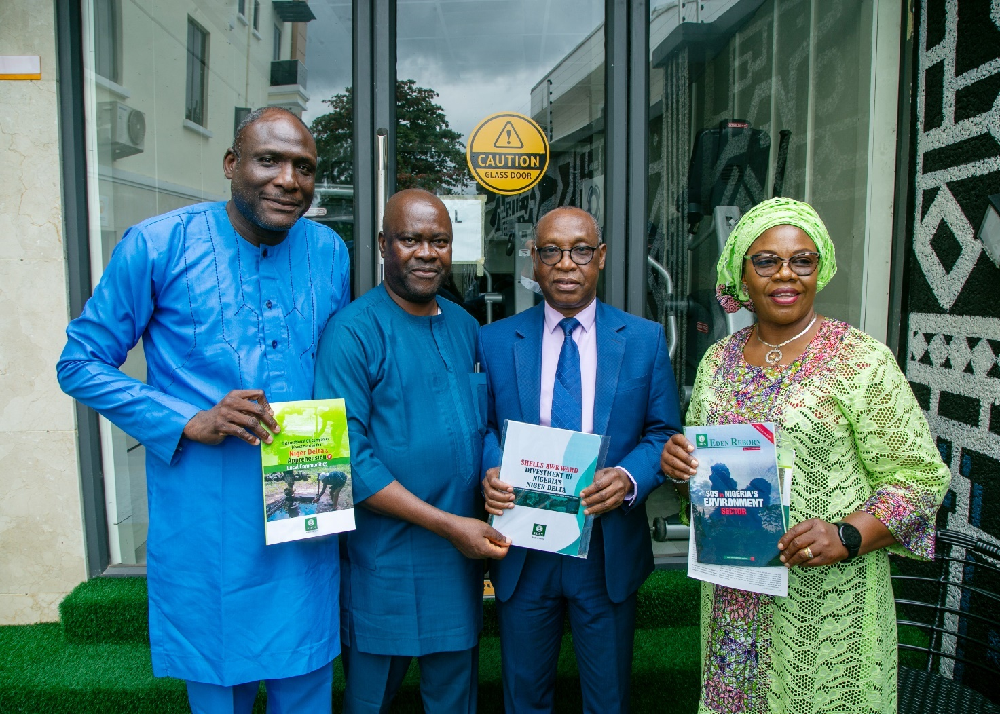 CAUTION
GLASS DOOR
L
International Oil Companies
Divestment in the
Niger Delta &
Apprehension in
Local Communities
EDEN
SHELL'S AWKWARD
DIVESTMENT IN
NIGERIA'S
NIGER DELTA
EDEN
EDEN
EDEN REBORN
SOS in NIGERIA'S
ENVIRONMENT
SECTOR